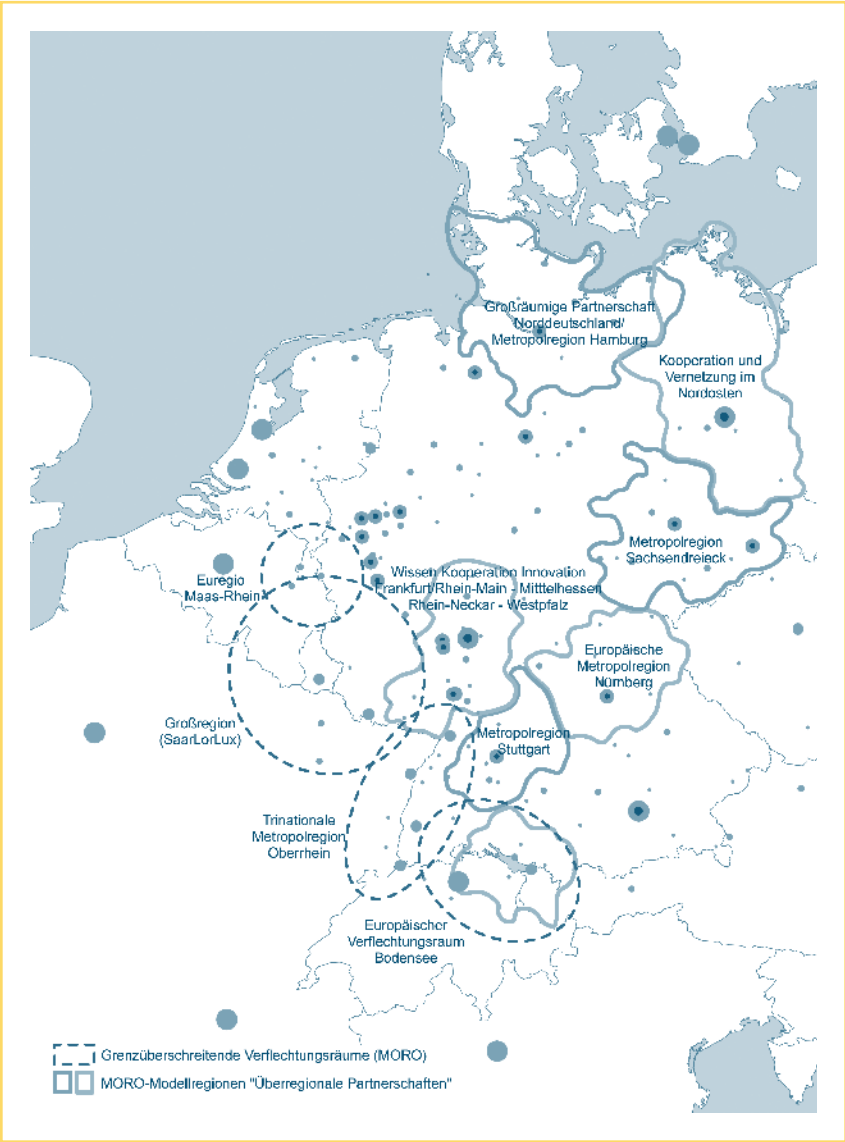 Großräumige Partnerschaft
Norddeutschland/
Metropolregion Hamburg
Kooperation und
Vernetzung im
Nordosten
Metropolregion
Sachsendreieck
Euregio
Maas-Rhein
Wissen Kooperation Innovation
Frankfurt/Rhein-Main - Mitttelhessen
Rhein-Neckar - Westpfalz
Europäische
Metropolregion
Nürnberg
Großregion
(SaarLorLux)
Metropolregion
Stuttgart
Trinationale
Metropolregion
Oberrhein
Europäischer
Verflechtungsraum
Bodensee
Grenzüberschreitende Verflechtungsräume (MORO)
MORO-Modellregionen "Überregionale Partnerschaften"